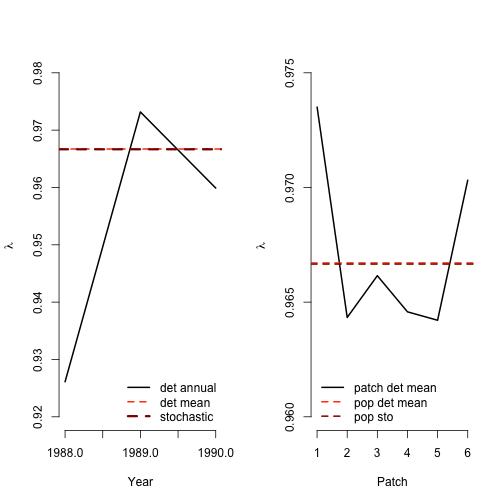 0.98
0.97
0.96
0.95
0.94
0.93
0.92
λ
det annual
det mean
stochastic
1988.0 1989.0 1990.0
Year
0.975
0.970
0.965
0.960
λ
patch det mean
pop det mean
pop sto
1 2 3 4 5 6
Patch